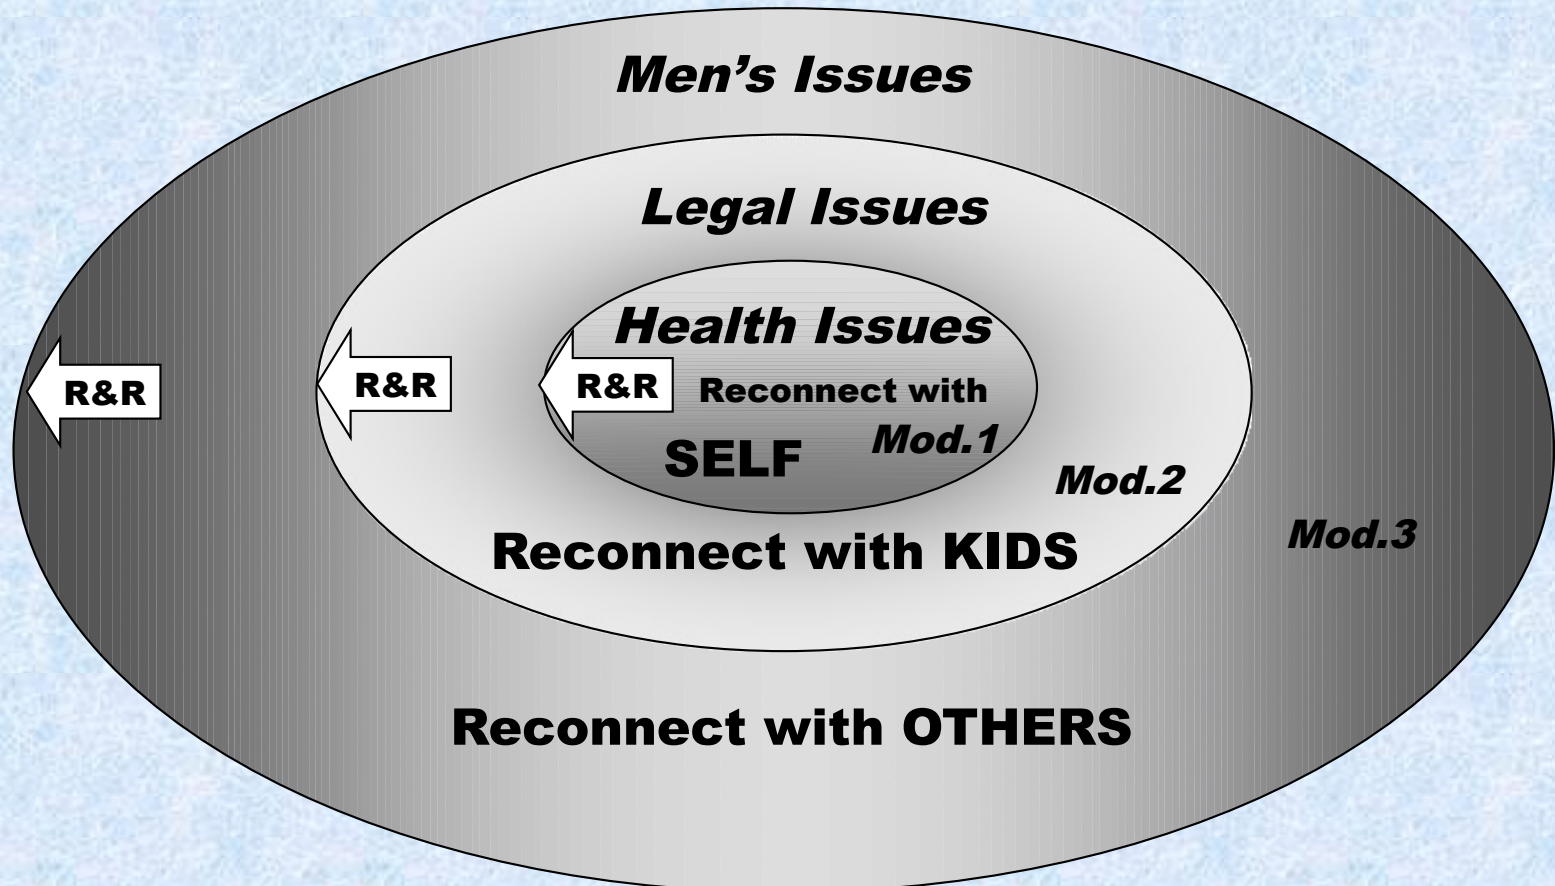 Men’s Issues
Legal Issues
Health Issues
R&R
R&R
R&R
Reconnect with
Mod.1
SELF
Mod.2
Mod.3
Reconnect with KIDS
Reconnect with OTHERS